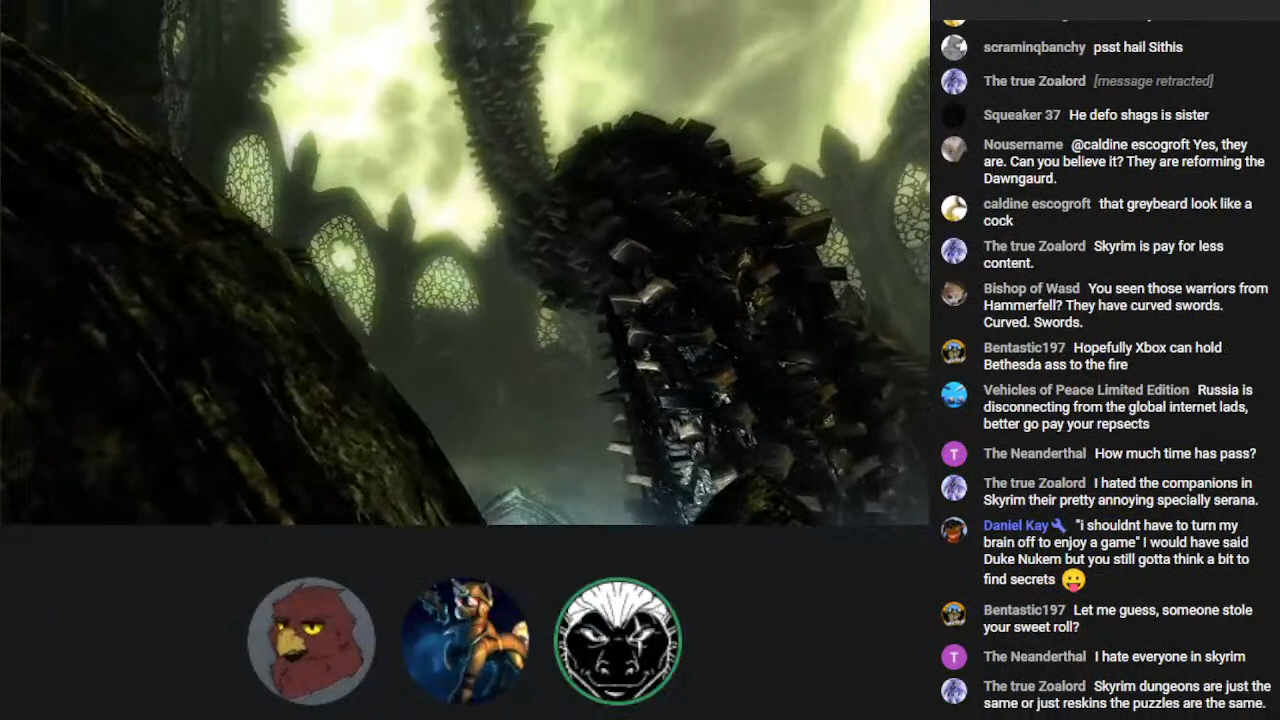 scraminqbanchy psst hail Sithis
The true Zoalord [message retracted]
Squeaker 37 He defo shags is sister
Nousername @caldine escogroft Yes, they
are. Can you believe it? They are reforming the
Dawngaurd.
caldine escogroft that greybeard look like a
cock
The true Zoalord Skyrim is pay for less
content.
Bishop of Wasd You seen those warriors from
Hammerfell? They have curved swords.
Curved. Swords.
Bentastic197 Hopefully Xbox can hold
Bethesda ass to the fire
Vehicles of Peace Limited Edition Russia is
disconnecting from the global internet lads,
better go pay your repsects
T The Neanderthal How much time has pass?
The true Zoalord I hated the companions in
Skyrim their pretty annoying specially serana.
Daniel Kay "i shouldnt have to turn my
brain off to enjoy a game" I would have said
Duke Nukem but you still gotta think a bit to
find secrets
Bentastic197 Let me guess, someone stole
your sweet roll?
T The Neanderthal I hate everyone in skyrim
The true Zoalord Skyrim dungeons are just the
same or just reskins the puzzles are the same.